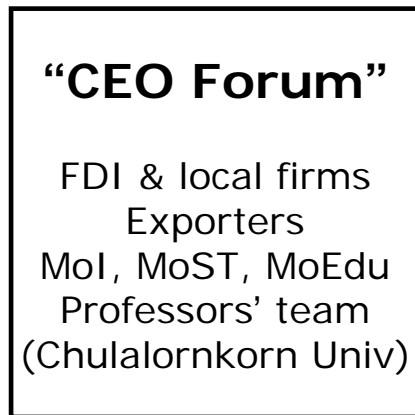 “CEO Forum”
FDI & local firms
Exporters
MoI, MoST, MoEdu
Professors’ team
(Chulalornkorn Univ)